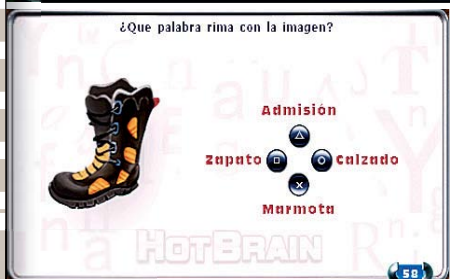 ¿Que palabra rima con la imagen?
Admisión
Zapato Calzado
Marmota
HOTBRAIN
58